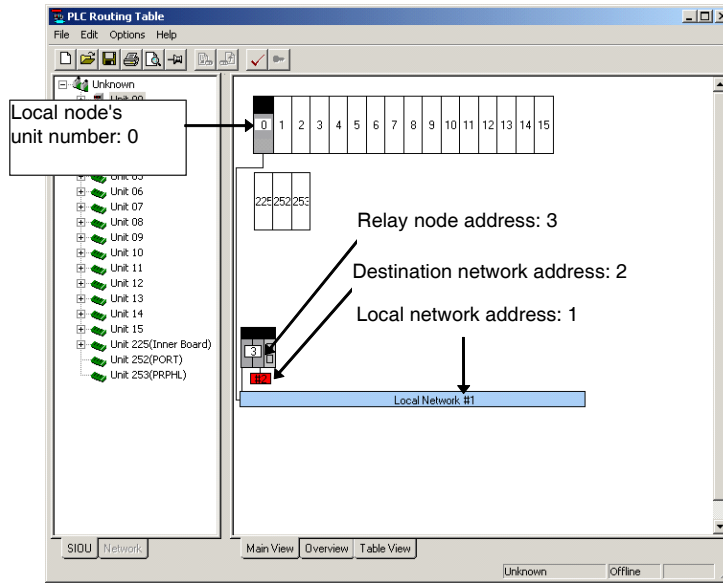 PLC Routing Table
File Edit Options Help
Unknown
Local node's
unit number: 0
Unit 06
Unit 07
Unit 08
Unit 09
Unit 10
Unit 11
Unit 12
Unit 13
Unit 14
Unit 15
Unit 225(Inner Board)
Unit 252(PORT)
Unit 253(PRPHL)
0 1 2 3 4 5 6 7 8 9 10 11 12 13 14 15
225 252 253
Relay node address: 3
Destination network address: 2
Local network address: 1
3
#2
Local Network #1
SIOU Network
Main View Overview Table View
Unknown Offline